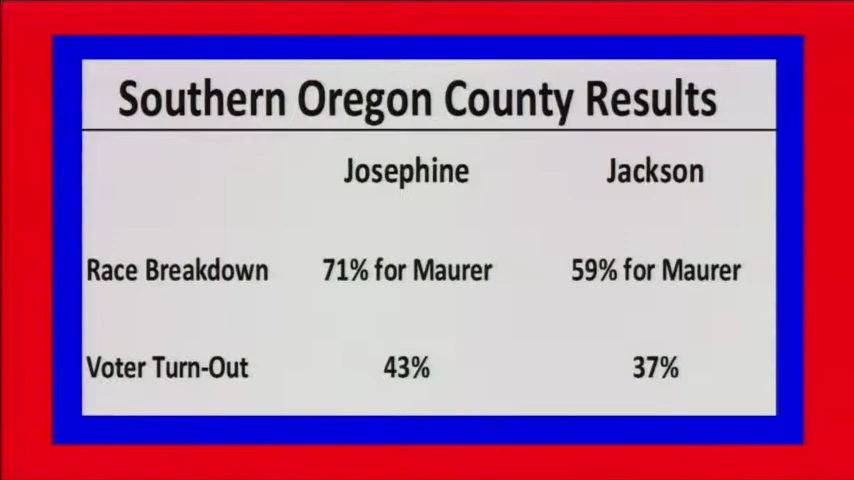 Southern Oregon County Results
Josephine Jackson
Race Breakdown 71% for Maurer 59% for Maurer
Voter Turn-Out 43% 37%